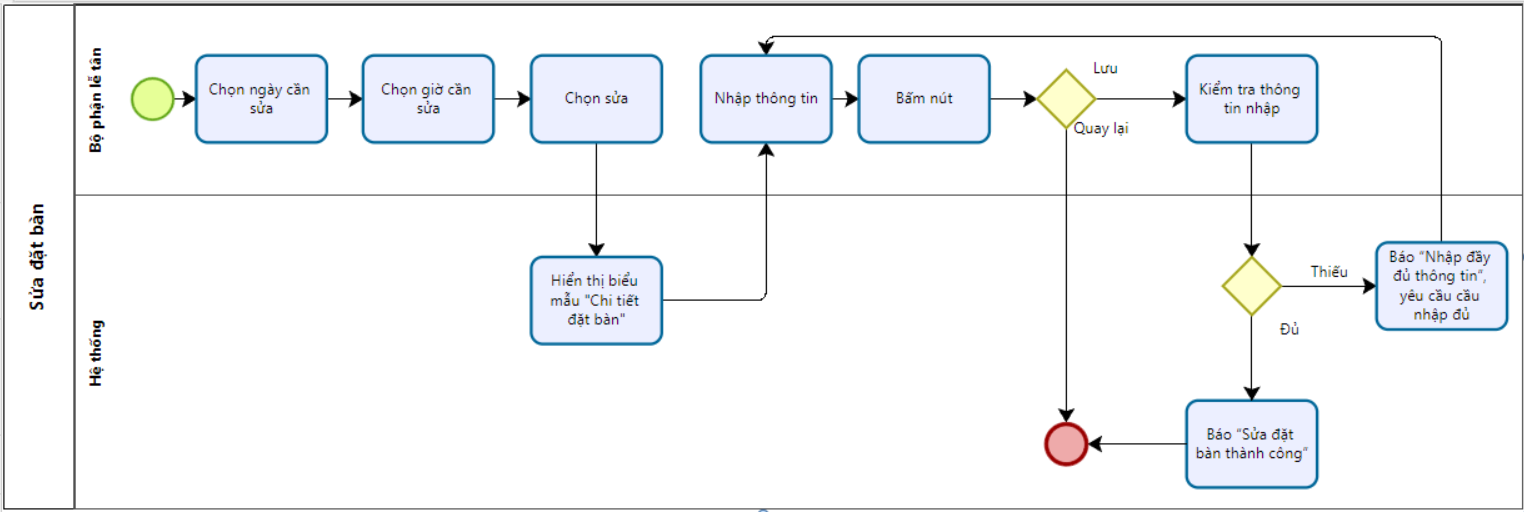 Sửa đặt bàn
Bộ phận lễ tân
Chọn ngày cần
sửa
Chọn giờ cần
sửa
Chọn sửa
Nhập thông tin
Bấm nút
Lưu
Quay lại
Kiểm tra thông
tin nhập
Hệ thống
Hiển thị biểu
mẫu "Chi tiết
đặt bàn"
Thiếu
Đủ
Báo “Nhập đầy
đủ thông tin”,
yêu cầu cầu
nhập đủ
Báo “Sửa đặt
bàn thành công”